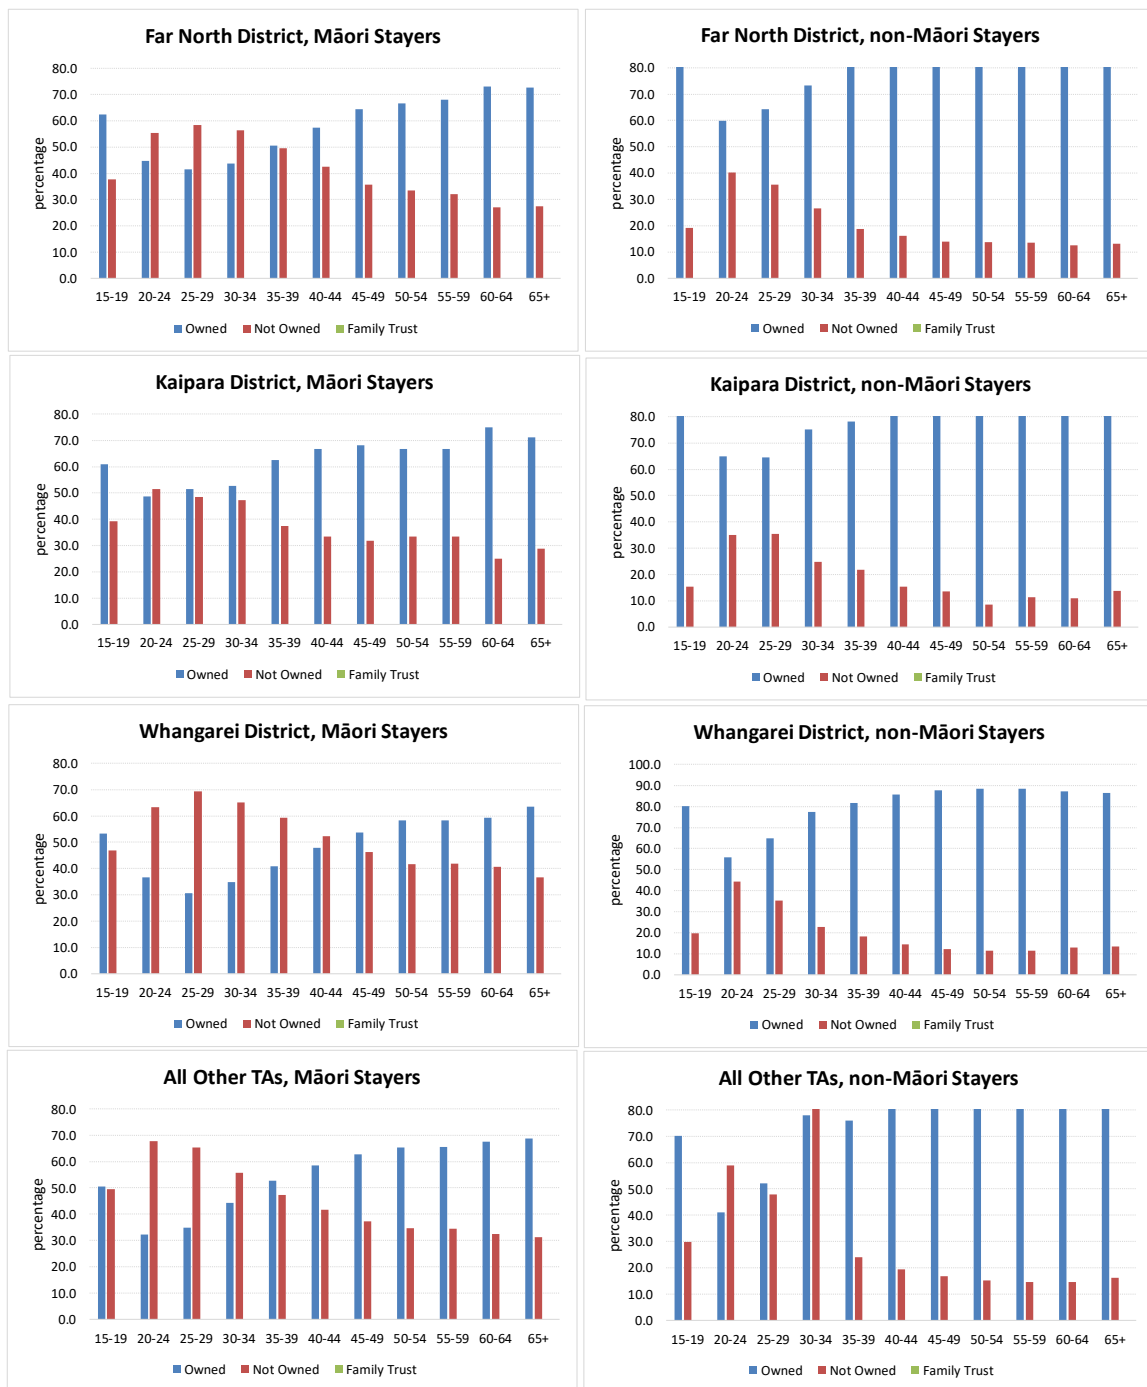 Far North District, Māori Stayers
80.0
70.0
60.0
50.0
40.0
30.0
20.0
10.0
0.0
percentage
15-19 20-24 25-29 30-34 35-39 40-44 45-49 50-54 55-59 60-64 65+
Owned Not Owned Family Trust
Far North District, non-Māori Stayers
80.0
70.0
60.0
50.0
40.0
30.0
20.0
10.0
0.0
percentage
15-19 20-24 25-29 30-34 35-39 40-44 45-49 50-54 55-59 60-64 65+
Owned Not Owned Family Trust
Kaipara District, Māori Stayers
80.0
70.0
60.0
50.0
40.0
30.0
20.0
10.0
0.0
percentage
15-19 20-24 25-29 30-34 35-39 40-44 45-49 50-54 55-59 60-64 65+
Owned Not Owned Family Trust
Kaipara District, non-Māori Stayers
80.0
70.0
60.0
50.0
40.0
30.0
20.0
10.0
0.0
percentage
15-19 20-24 25-29 30-34 35-39 40-44 45-49 50-54 55-59 60-64 65+
Owned Not Owned Family Trust
Whangarei District, Māori Stayers
80.0
70.0
60.0
50.0
40.0
30.0
20.0
10.0
0.0
percentage
15-19 20-24 25-29 30-34 35-39 40-44 45-49 50-54 55-59 60-64 65+
Owned Not Owned Family Trust
Whangarei District, non-Māori Stayers
100.0
90.0
80.0
70.0
60.0
50.0
40.0
30.0
20.0
10.0
0.0
percentage
15-19 20-24 25-29 30-34 35-39 40-44 45-49 50-54 55-59 60-64 65+
Owned Not Owned Family Trust
All Other TAs, Māori Stayers
80.0
70.0
60.0
50.0
40.0
30.0
20.0
10.0
0.0
percentage
15-19 20-24 25-29 30-34 35-39 40-44 45-49 50-54 55-59 60-64 65+
Owned Not Owned Family Trust
All Other TAs, non-Māori Stayers
80.0
70.0
60.0
50.0
40.0
30.0
20.0
10.0
0.0
percentage
15-19 20-24 25-29 30-34 35-39 40-44 45-49 50-54 55-59 60-64 65+
Owned Not Owned Family Trust